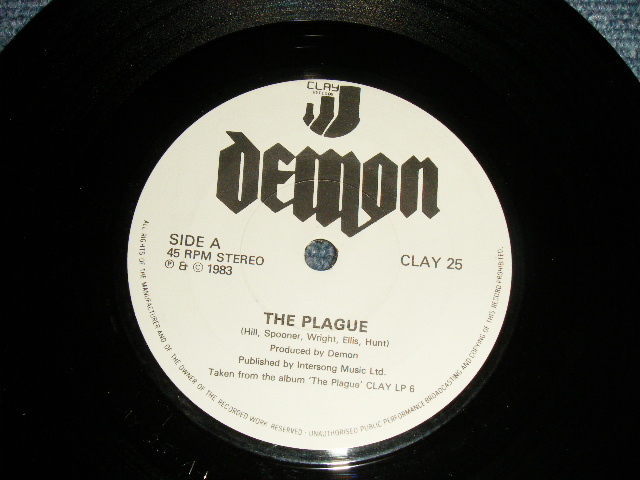 CLAY
RECORDS
DEMON
SIDE A
45 RPM STEREO
℗ & © 1983
CLAY 25
THE PLAGUE
(Hill, Spooner, Wright, Ellis, Hunt)
Produced by Demon
Published by Intersong Music Ltd.
Taken from the album 'The Plague' CLAY LP 6
ALL RIGHTS OF THE MANUFACTURER AND OF THE OWNER OF THE RECORDED WORK RESERVED - UNAUTHORISED PUBLIC PERFORMANCE BROADCASTING AND COPYING OF THIS RECORD PROHIBITED.